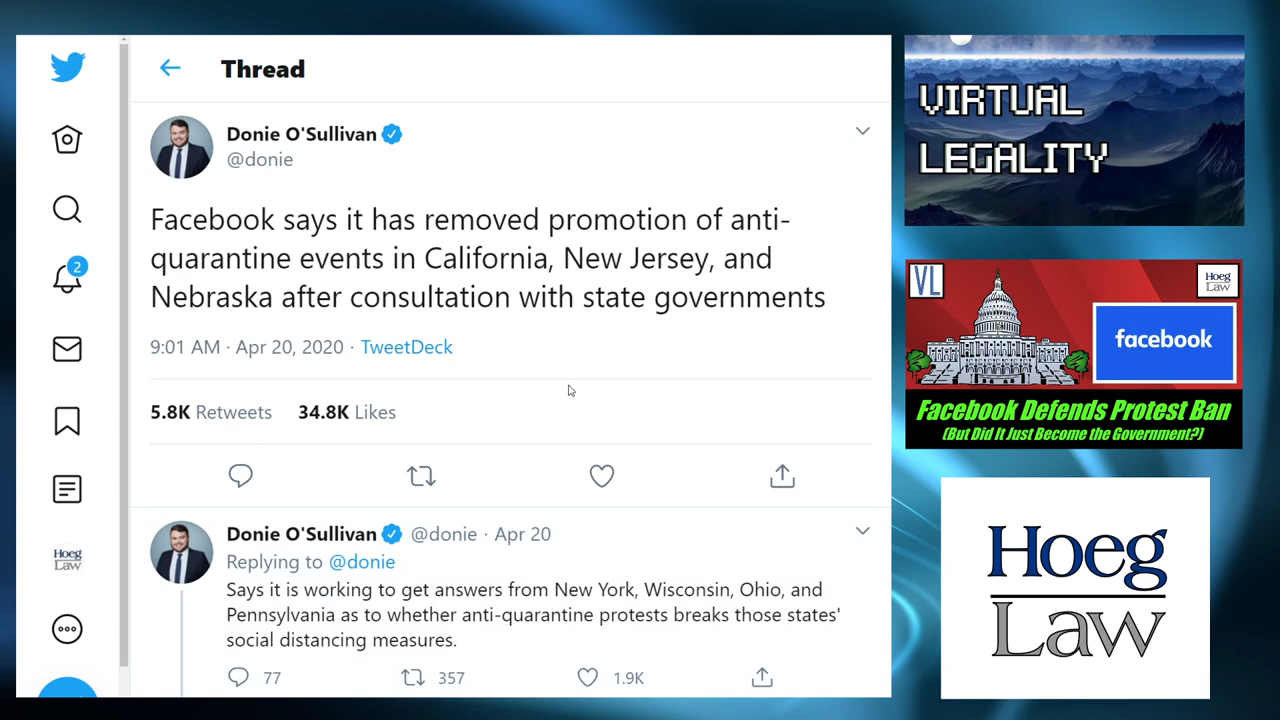 Thread
Donie O'Sullivan
@donie
Facebook says it has removed promotion of anti-
quarantine events in California, New Jersey, and
Nebraska after consultation with state governments
9:01 AM · Apr 20, 2020 · TweetDeck
5.8K Retweets 34.8K Likes
Donie O'Sullivan @donie · Apr 20
Replying to @donie
Says it is working to get answers from New York, Wisconsin, Ohio, and
Pennsylvania as to whether anti-quarantine protests breaks those states'
social distancing measures.
77 357 1.9K
2
Hoeg
Law
VIRTUAL
LEGALITY
VL
Hoeg
Law
facebook
Facebook Defends Protest Ban
(But Did It Just Become the Government?)
Hoeg
Law